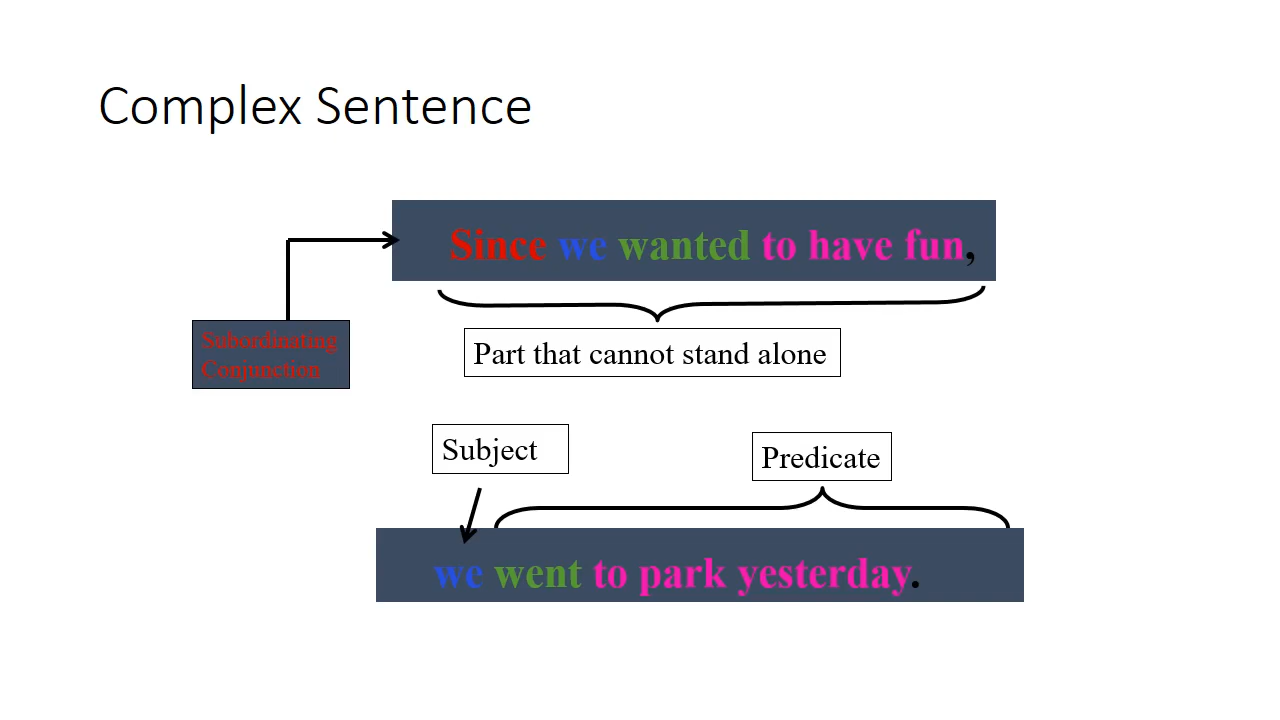 Complex Sentence
Since we wanted to have fun,
Subordinating
Conjunction
Part that cannot stand alone
Subject
Predicate
we went to park yesterday.